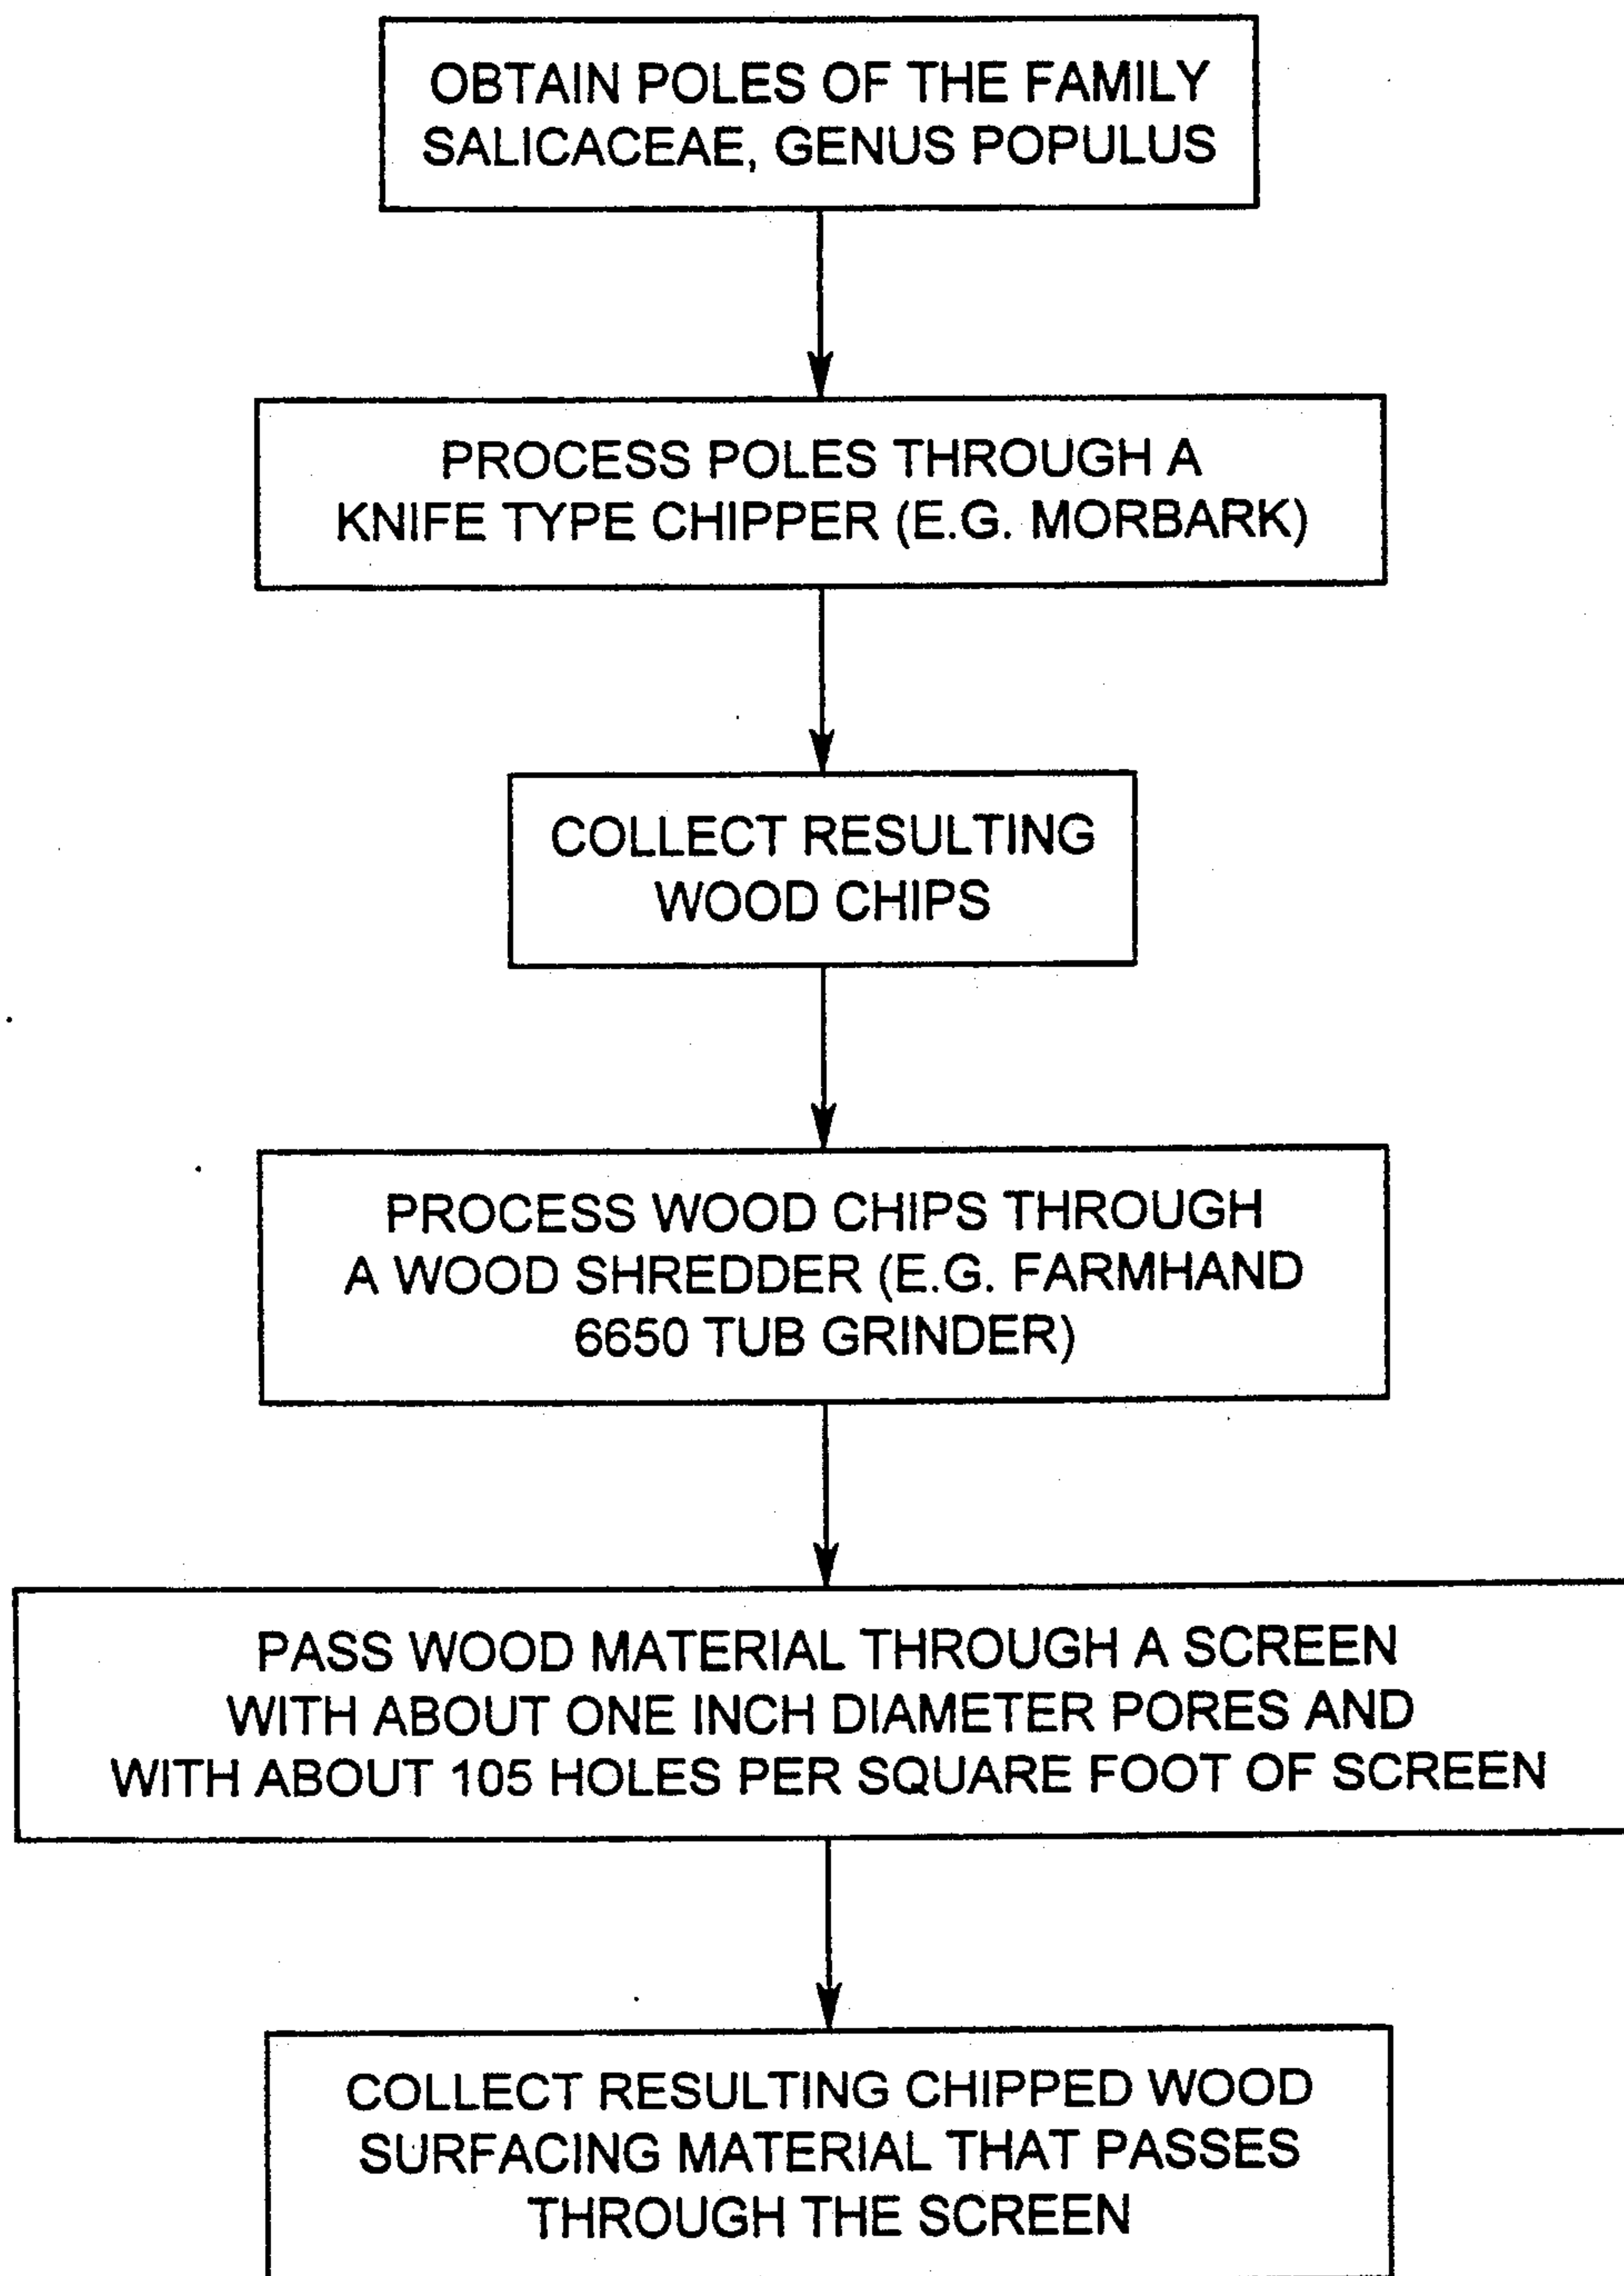 OBTAIN POLES OF THE FAMILY
SALICACEAE, GENUS POPULUS
PROCESS POLES THROUGH A
KNIFE TYPE CHIPPER (E.G. MORBARK)
COLLECT RESULTING
WOOD CHIPS
PROCESS WOOD CHIPS THROUGH
A WOOD SHREDDER (E.G. FARMHAND
6650 TUB GRINDER)
PASS WOOD MATERIAL THROUGH A SCREEN
WITH ABOUT ONE INCH DIAMETER PORES AND
WITH ABOUT 105 HOLES PER SQUARE FOOT OF SCREEN
COLLECT RESULTING CHIPPED WOOD
SURFACING MATERIAL THAT PASSES
THROUGH THE SCREEN